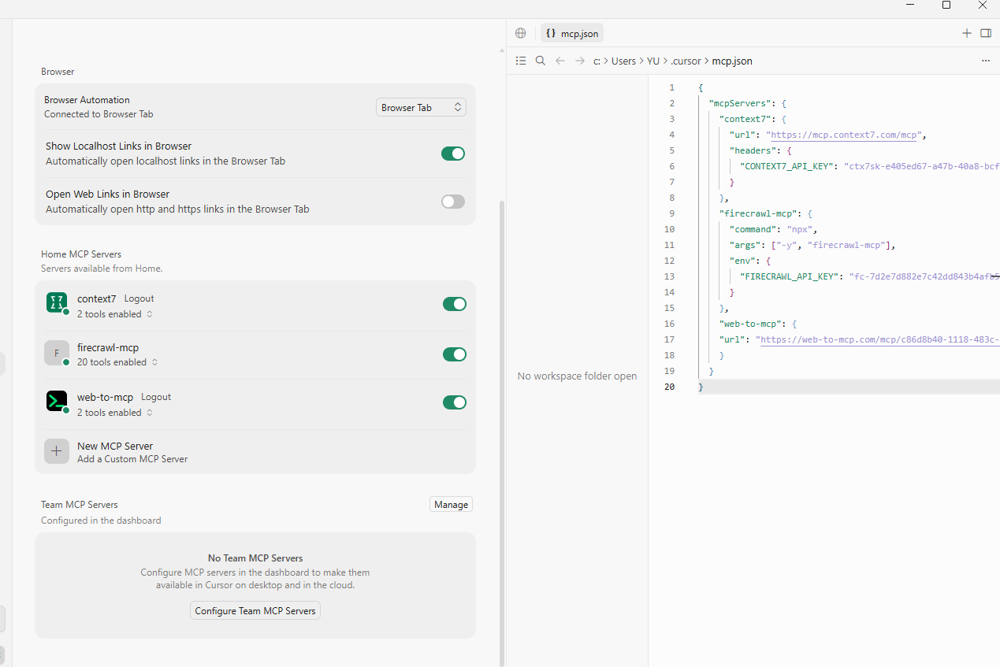 Browser
Browser Automation
Connected to Browser Tab
Browser Tab
Show Localhost Links in Browser
Automatically open localhost links in the Browser Tab
Open Web Links in Browser
Automatically open http and https links in the Browser Tab
Home MCP Servers
Servers available from Home.
context7 Logout
2 tools enabled
F
firecrawl-mcp
20 tools enabled
web-to-mcp Logout
2 tools enabled
New MCP Server
Add a Custom MCP Server
Team MCP Servers
Configured in the dashboard
Manage
No Team MCP Servers
Configure MCP servers in the dashboard to make them
available in Cursor on desktop and in the cloud.
Configure Team MCP Servers
{} mcp.json
c: > Users > YU > .cursor > mcp.json
No workspace folder open
1 {
2 "mcpServers": {
3 "context7": {
4 "url": "https://mcp.context7.com/mcp",
5 "headers": {
6 "CONTEXT7_API_KEY": "ctx7sk-e405ed67-a47b-40a8-bcf
7 }
8 },
9 "firecrawl-mcp": {
10 "command": "npx",
11 "args": ["-y", "firecrawl-mcp"],
12 "env": {
13 "FIRECRAWL_API_KEY": "fc-7d2e7d882e7c42dd843b4afb5
14 }
15 },
16 "web-to-mcp": {
17 "url": "https://web-to-mcp.com/mcp/c86d8b40-1118-483c-
18 }
19 }
20 }